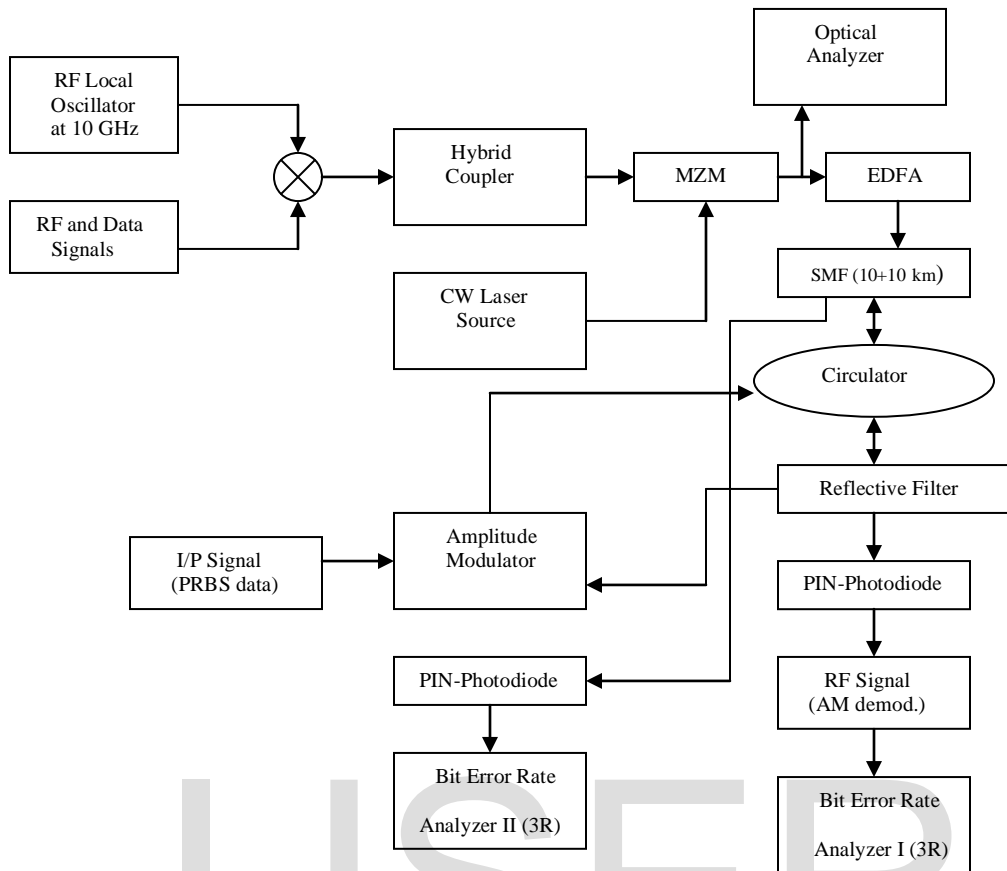 Optical
Analyzer
RF Local
Oscillator
at 10 GHz
Hybrid
Coupler
MZM
EDFA
RF and Data
Signals
SMF (10+10 km)
CW Laser
Source
Circulator
Reflective Filter
Amplitude
Modulator
I/P Signal
(PRBS data)
PIN-Photodiode
PIN-Photodiode
RF Signal
(AM demod.)
Bit Error Rate
Analyzer II (3R)
Bit Error Rate
Analyzer I (3R)